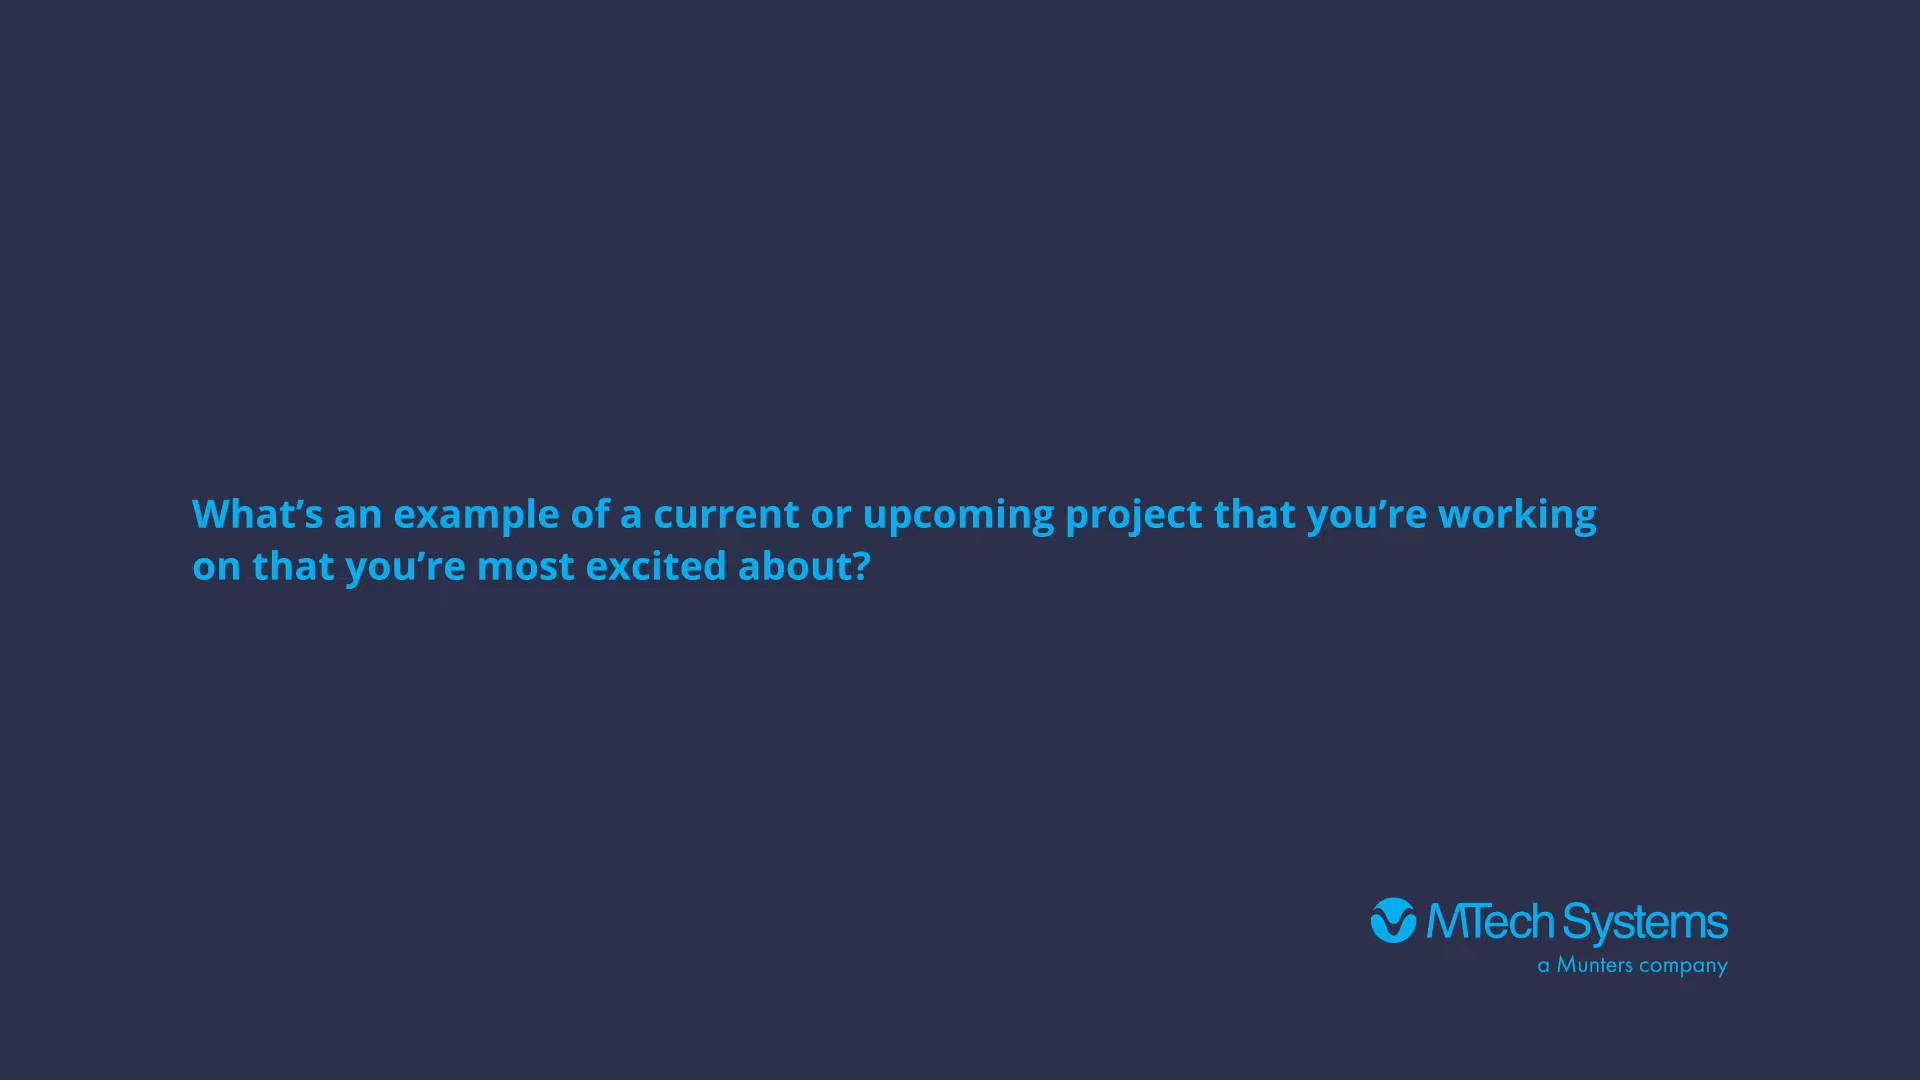 What’s an example of a current or upcoming project that you’re working
on that you’re most excited about?
MTech Systems
a Munters company